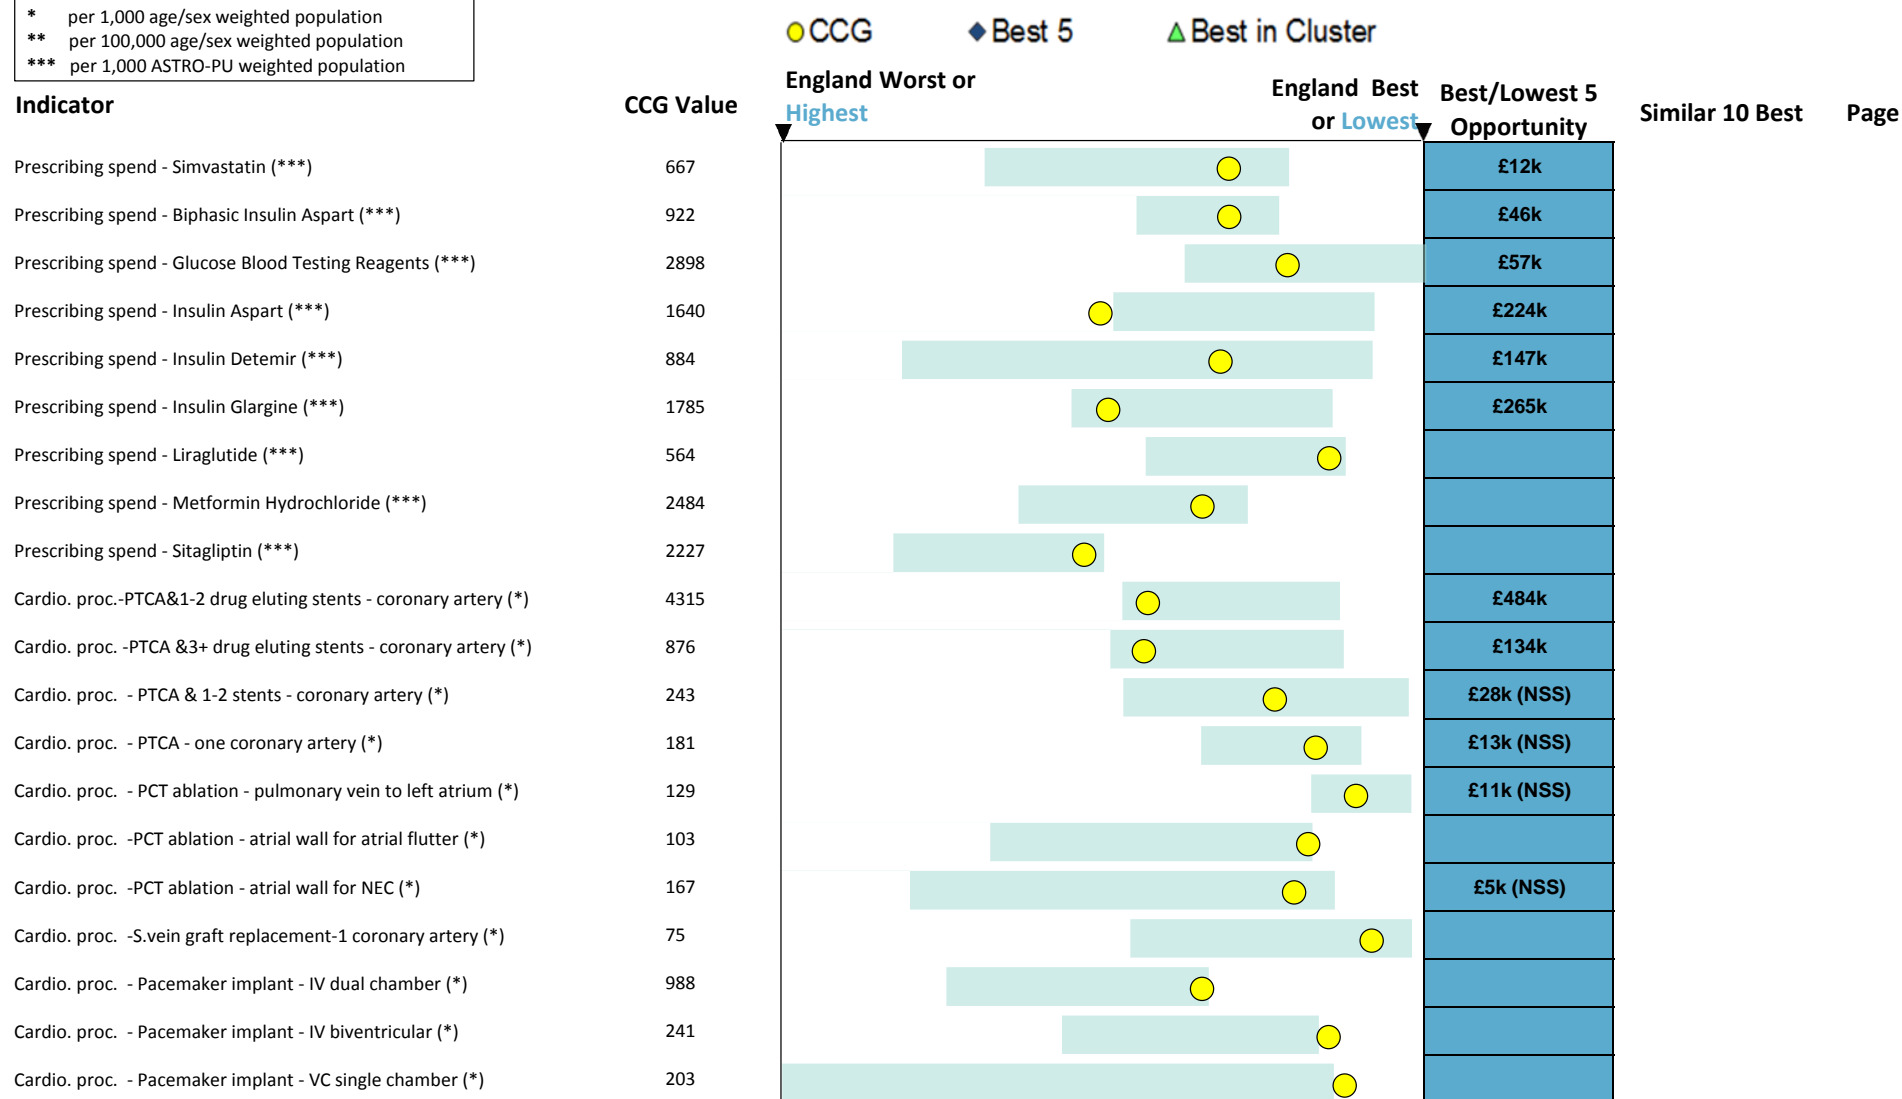 * per 1,000 age/sex weighted population
** per 100,000 age/sex weighted population
*** per 1,000 ASTRO-PU weighted population
CCG Best 5 Best in Cluster
Indicator CCG Value England Worst or Highest England Best or Lowest Best/Lowest 5 Opportunity Similar 10 Best Page
Prescribing spend - Simvastatin (***) 667 £12k
Prescribing spend - Biphasic Insulin Aspart (***) 922 £46k
Prescribing spend - Glucose Blood Testing Reagents (***) 2898 £57k
Prescribing spend - Insulin Aspart (***) 1640 £224k
Prescribing spend - Insulin Detemir (***) 884 £147k
Prescribing spend - Insulin Glargine (***) 1785 £265k
Prescribing spend - Liraglutide (***) 564
Prescribing spend - Metformin Hydrochloride (***) 2484
Prescribing spend - Sitagliptin (***) 2227
Cardio. proc.-PTCA&1-2 drug eluting stents - coronary artery (*) 4315 £484k
Cardio. proc. -PTCA &3+ drug eluting stents - coronary artery (*) 876 £134k
Cardio. proc. - PTCA & 1-2 stents - coronary artery (*) 243 £28k (NSS)
Cardio. proc. - PTCA - one coronary artery (*) 181 £13k (NSS)
Cardio. proc. - PCT ablation - pulmonary vein to left atrium (*) 129 £11k (NSS)
Cardio. proc. -PCT ablation - atrial wall for atrial flutter (*) 103
Cardio. proc. -PCT ablation - atrial wall for NEC (*) 167 £5k (NSS)
Cardio. proc. -S.vein graft replacement-1 coronary artery (*) 75
Cardio. proc. - Pacemaker implant - IV dual chamber (*) 988
Cardio. proc. - Pacemaker implant - IV biventricular (*) 241
Cardio. proc. - Pacemaker implant - VC single chamber (*) 203